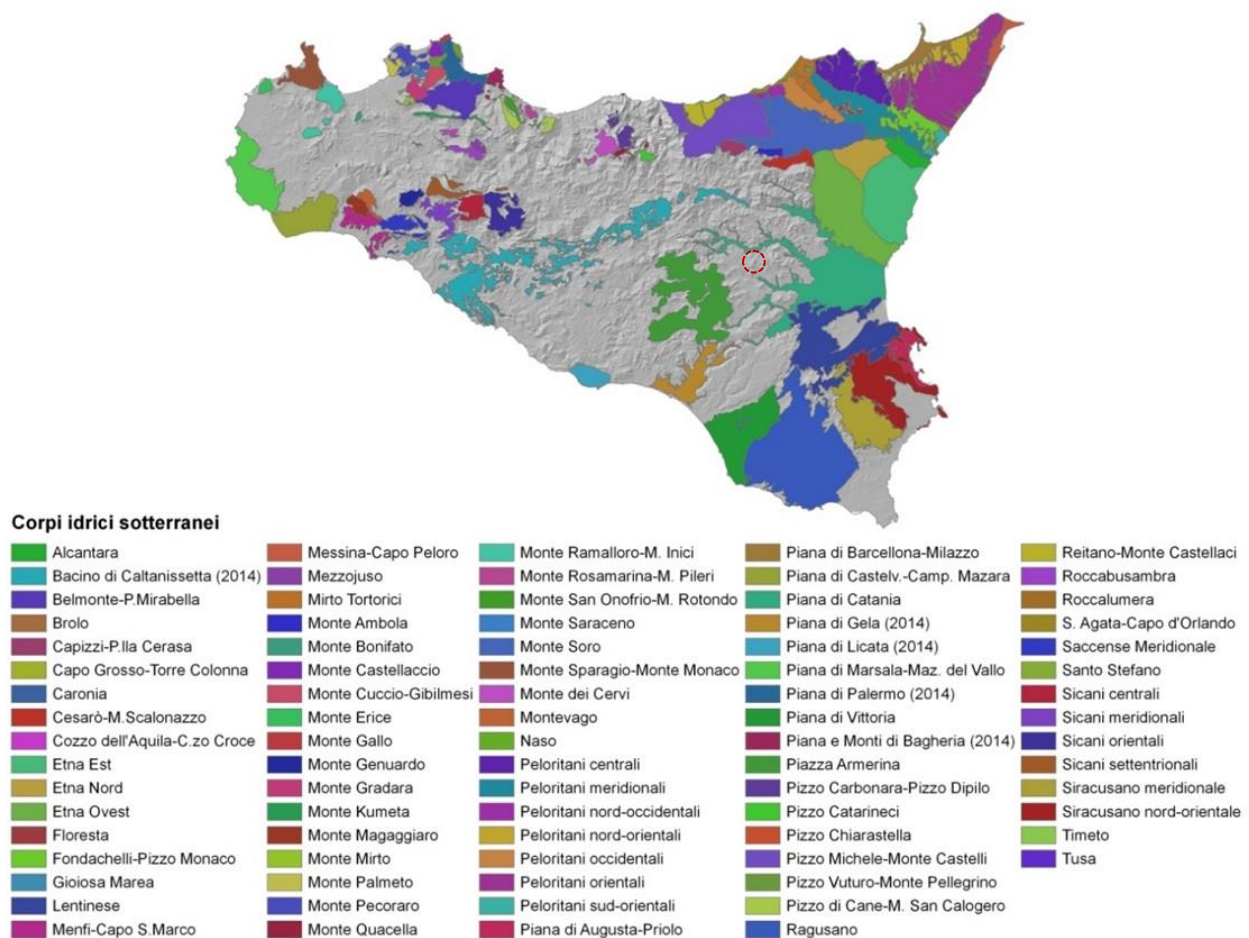 Corpi idrici sotterranei
Alcantara
Bacino di Caltanissetta (2014)
Belmonte-P.Mirabella
Brolo
Capizzi-P.lla Cerasa
Capo Grosso-Torre Colonna
Caronia
Cesarò-M.Scalonazzo
Cozzo dell'Aquila-C.zo Croce
Etna Est
Etna Nord
Etna Ovest
Floresta
Fondachelli-Pizzo Monaco
Gioiosa Marea
Lentinese
Menfi-Capo S.Marco
Messina-Capo Peloro
Mezzojuso
Mirto Tortorici
Monte Ambola
Monte Bonifato
Monte Castellaccio
Monte Cuccio-Gibilmesi
Monte Erice
Monte Gallo
Monte Genuardo
Monte Gradara
Monte Kumeta
Monte Magaggiaro
Monte Mirto
Monte Palmeto
Monte Pecoraro
Monte Quacella
Monte Ramalloro-M. Inici
Monte Rosamarina-M. Pileri
Monte San Onofrio-M. Rotondo
Monte Saraceno
Monte Soro
Monte Sparagio-Monte Monaco
Monte dei Cervi
Montevago
Naso
Peloritani centrali
Peloritani meridionali
Peloritani nord-occidentali
Peloritani nord-orientali
Peloritani occidentali
Peloritani orientali
Peloritani sud-orientali
Piana di Augusta-Priolo
Piana di Barcellona-Milazzo
Piana di Castelv.-Camp. Mazara
Piana di Catania
Piana di Gela (2014)
Piana di Licata (2014)
Piana di Marsala-Maz. del Vallo
Piana di Palermo (2014)
Piana di Vittoria
Piana e Monti di Bagheria (2014)
Piazza Armerina
Pizzo Carbonara-Pizzo Dipilo
Pizzo Catarineci
Pizzo Chiarastella
Pizzo Michele-Monte Castelli
Pizzo Vuturo-Monte Pellegrino
Pizzo di Cane-M. San Calogero
Ragusano
Reitano-Monte Castellaci
Roccabusambra
Roccalumera
S. Agata-Capo d'Orlando
Saccense Meridionale
Santo Stefano
Sicani centrali
Sicani meridionali
Sicani orientali
Sicani settentrionali
Siracusano meridionale
Siracusano nord-orientale
Timeto
Tusa